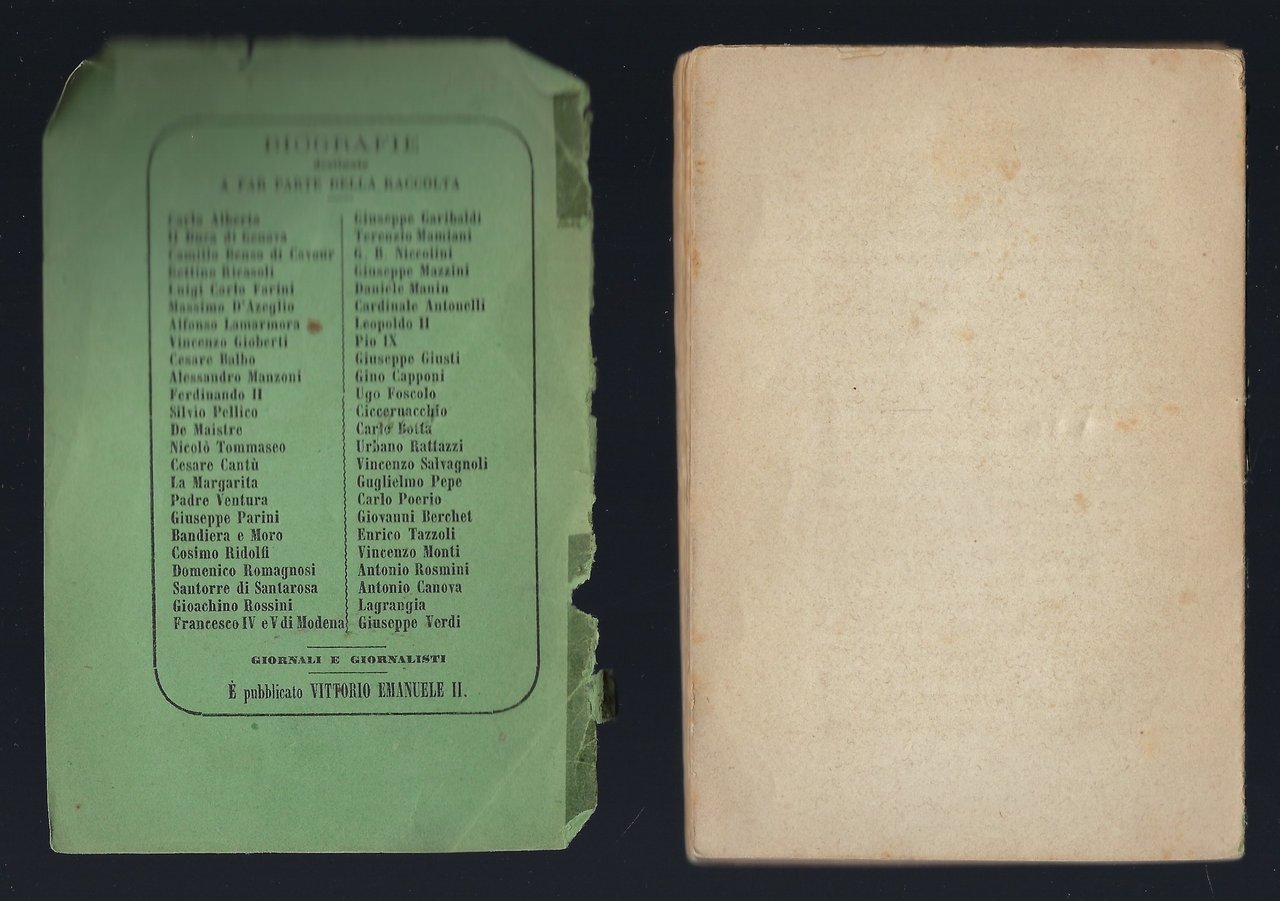 BIOGRAFIE
destinate
A FAR PARTE DELLA RACCOLTA
Carlo Alberto
Il Duca di Genova
Camillo Benso di Cavour
Bettino Ricasoli
Luigi Carlo Farini
Massimo D'Azeglio
Alfonso Lamarmora
Vincenzo Gioberti
Cesare Balbo
Alessandro Manzoni
Ferdinando II
Silvio Pellico
De Maistre
Nicolò Tommaseo
Cesare Cantù
La Margarita
Padre Ventura
Giuseppe Parini
Bandiera e Moro
Cosimo Ridolfi
Domenico Romagnosi
Santorre di Santarosa
Gioachino Rossini
Francesco IV e V di Modena
Giuseppe Garibaldi
Terenzio Mamiani
G. B. Niccolini
Giuseppe Mazzini
Daniele Manin
Cardinale Antonelli
Leopoldo II
Pio IX
Giuseppe Giusti
Gino Capponi
Ugo Foscolo
Ciccernacchio
Carlo Botta
Urbano Rattazzi
Vincenzo Salvagnoli
Guglielmo Pepe
Carlo Poerio
Giovanni Berchet
Enrico Tazzoli
Vincenzo Monti
Antonio Rosmini
Antonio Canova
Lagrangia
Giuseppe Verdi
GIORNALI E GIORNALISTI
È pubblicato VITTORIO EMANUELE II.